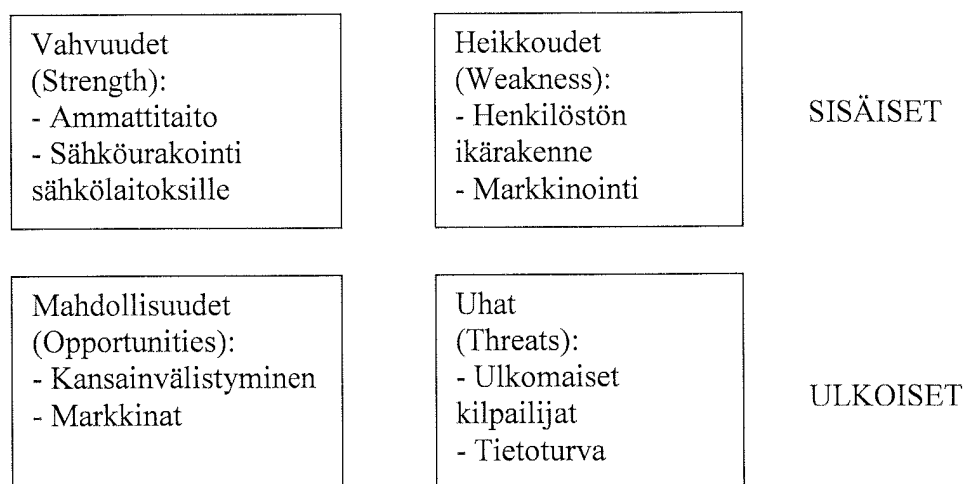 Vahvuudet
(Strength):
- Ammattitaito
- Sähköurakointi
sähkölaitoksille
Heikkoudet
(Weakness):
- Henkilöstön
ikärakenne
- Markkinointi
SISÄISET
Mahdollisuudet
(Opportunities):
- Kansainvälistyminen
- Markkinat
Uhat
(Threats):
- Ulkomaiset
kilpailijat
- Tietoturva
ULKOISET